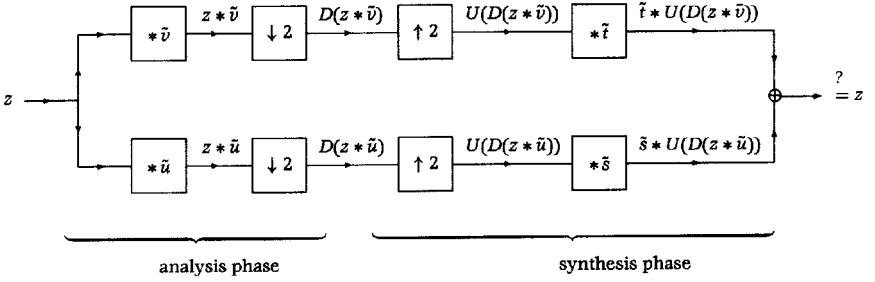 z * ṽ D(z * ṽ) U(D(z * ṽ)) t̃ * U(D(z * ṽ))
* ṽ ↓ 2 ↑ 2 * t̃
z ? = z
z * ũ D(z * ũ) U(D(z * ũ)) s̃ * U(D(z * ũ))
* ũ ↓ 2 ↑ 2 * s̃
analysis phase synthesis phase